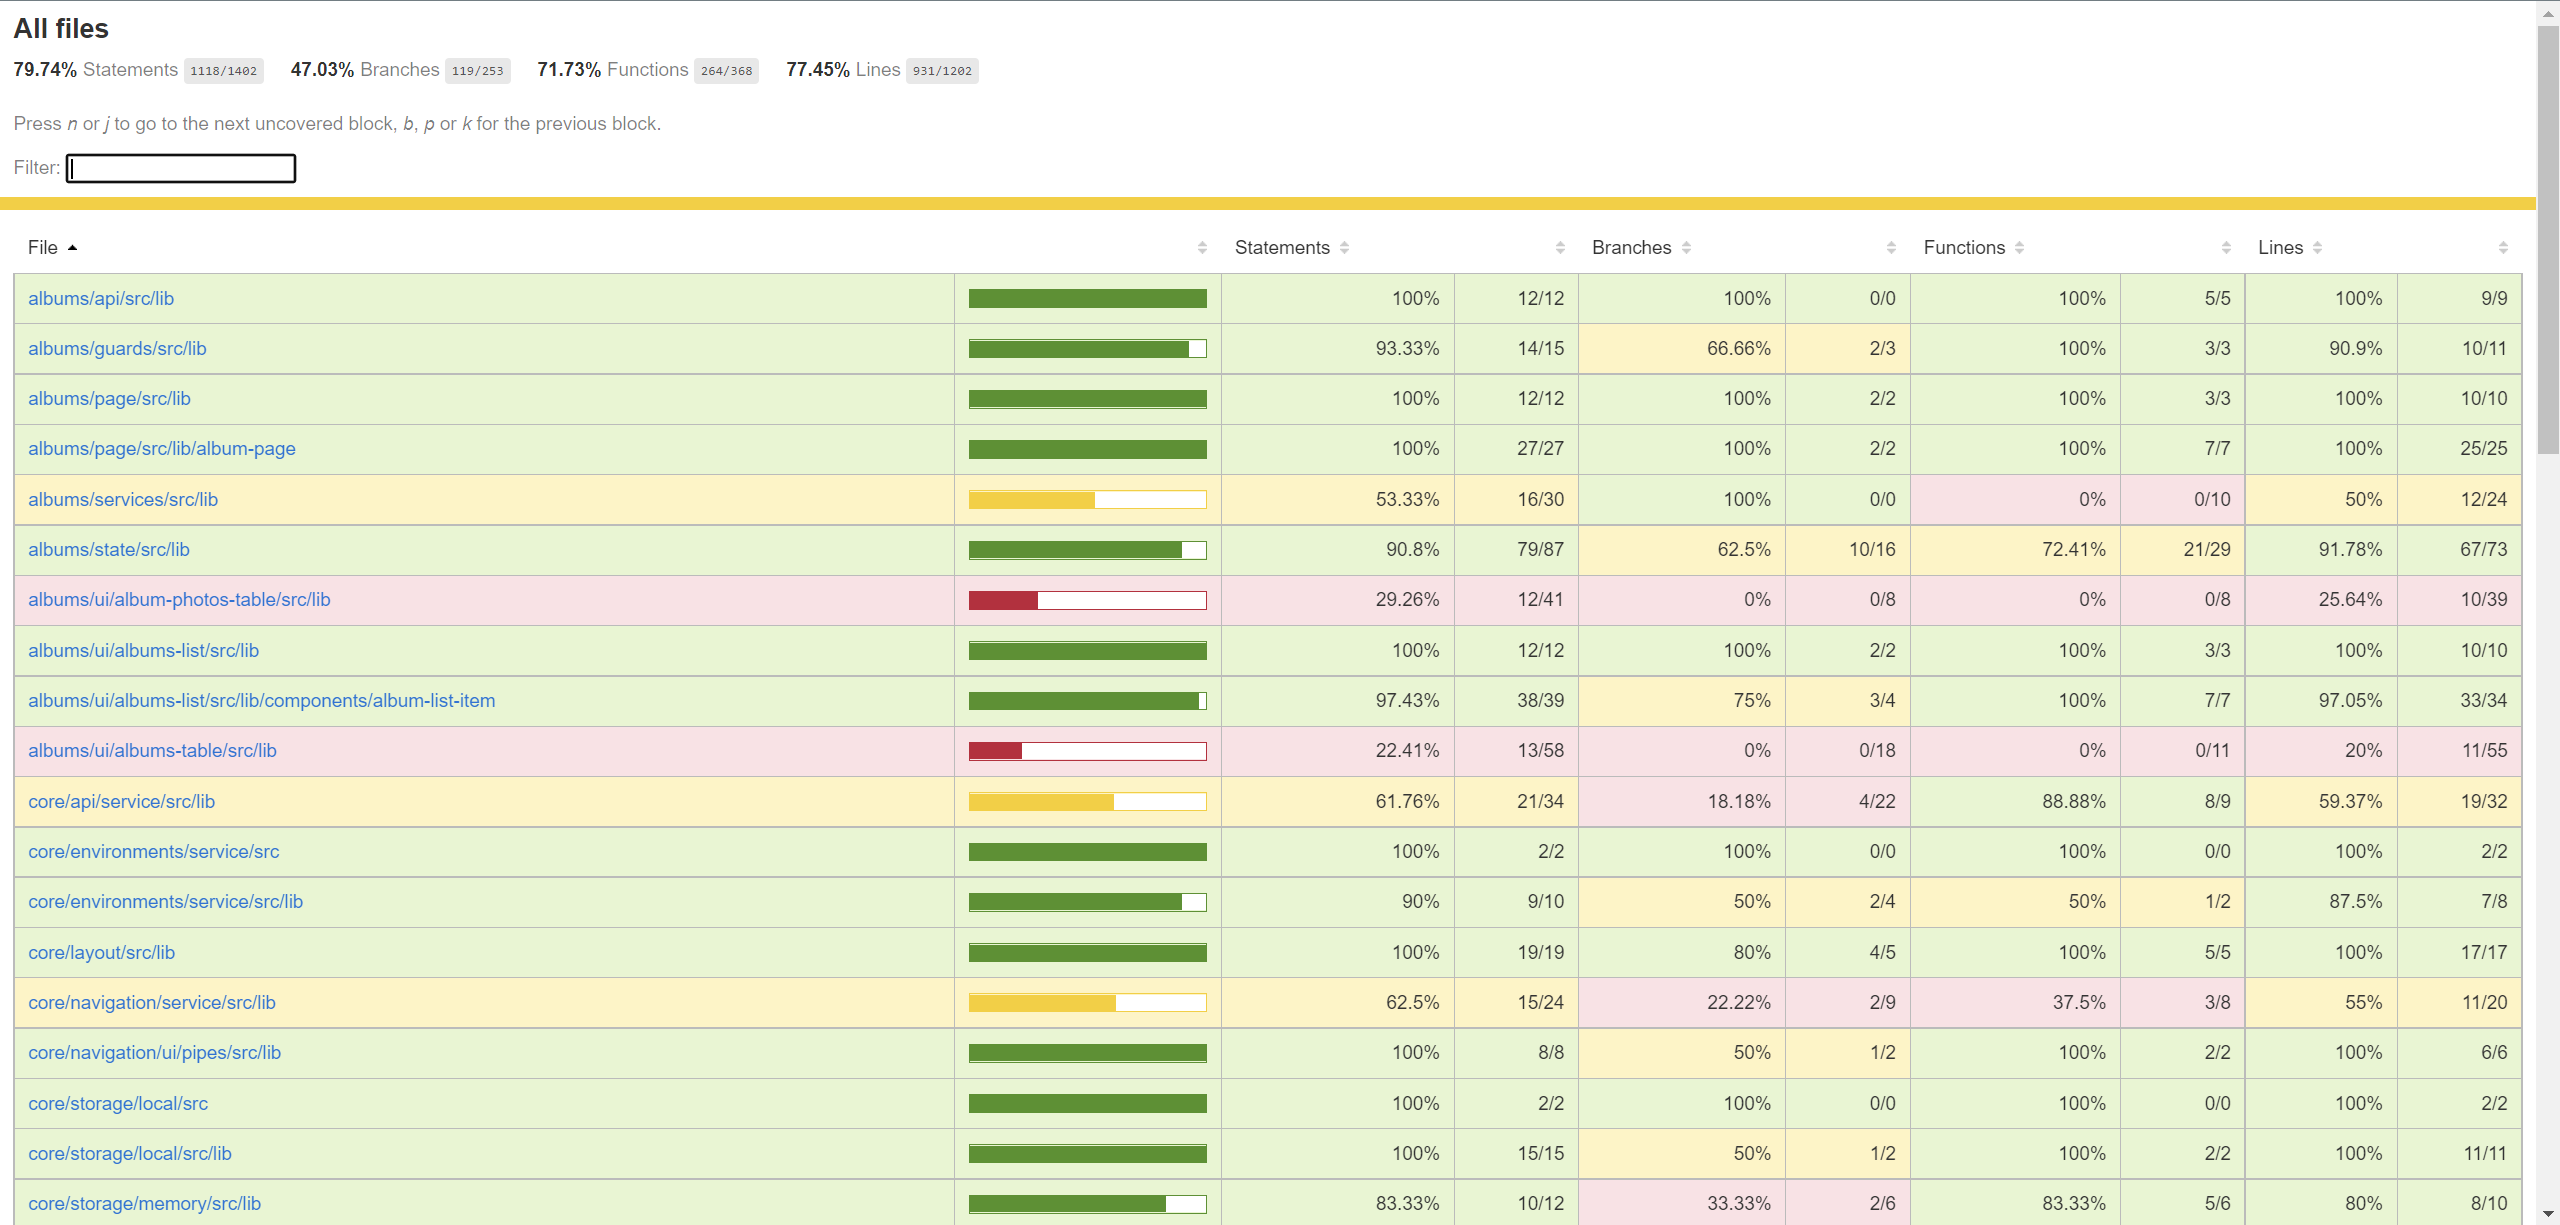 All files
79.74% Statements 1118/1402 47.03% Branches 119/253 71.73% Functions 264/368 77.45% Lines 931/1202
Press n or j to go to the next uncovered block, b, p or k for the previous block.
Filter:
File Statements Branches Functions Lines
albums/api/src/lib 100% 12/12 100% 0/0 100% 5/5 100% 9/9
albums/guards/src/lib 93.33% 14/15 66.66% 2/3 100% 3/3 90.9% 10/11
albums/page/src/lib 100% 12/12 100% 2/2 100% 3/3 100% 10/10
albums/page/src/lib/album-page 100% 27/27 100% 2/2 100% 7/7 100% 25/25
albums/services/src/lib 53.33% 16/30 100% 0/0 0% 0/10 50% 12/24
albums/state/src/lib 90.8% 79/87 62.5% 10/16 72.41% 21/29 91.78% 67/73
albums/ui/album-photos-table/src/lib 29.26% 12/41 0% 0/8 0% 0/8 25.64% 10/39
albums/ui/albums-list/src/lib 100% 12/12 100% 2/2 100% 3/3 100% 10/10
albums/ui/albums-list/src/lib/components/album-list-item 97.43% 38/39 75% 3/4 100% 7/7 97.05% 33/34
albums/ui/albums-table/src/lib 22.41% 13/58 0% 0/18 0% 0/11 20% 11/55
core/api/service/src/lib 61.76% 21/34 18.18% 4/22 88.88% 8/9 59.37% 19/32
core/environments/service/src 100% 2/2 100% 0/0 100% 0/0 100% 2/2
core/environments/service/src/lib 90% 9/10 50% 2/4 50% 1/2 87.5% 7/8
core/layout/src/lib 100% 19/19 80% 4/5 100% 5/5 100% 17/17
core/navigation/service/src/lib 62.5% 15/24 22.22% 2/9 37.5% 3/8 55% 11/20
core/navigation/ui/pipes/src/lib 100% 8/8 50% 1/2 100% 2/2 100% 6/6
core/storage/local/src 100% 2/2 100% 0/0 100% 0/0 100% 2/2
core/storage/local/src/lib 100% 15/15 50% 1/2 100% 2/2 100% 11/11
core/storage/memory/src/lib 83.33% 10/12 33.33% 2/6 83.33% 5/6 80% 8/10